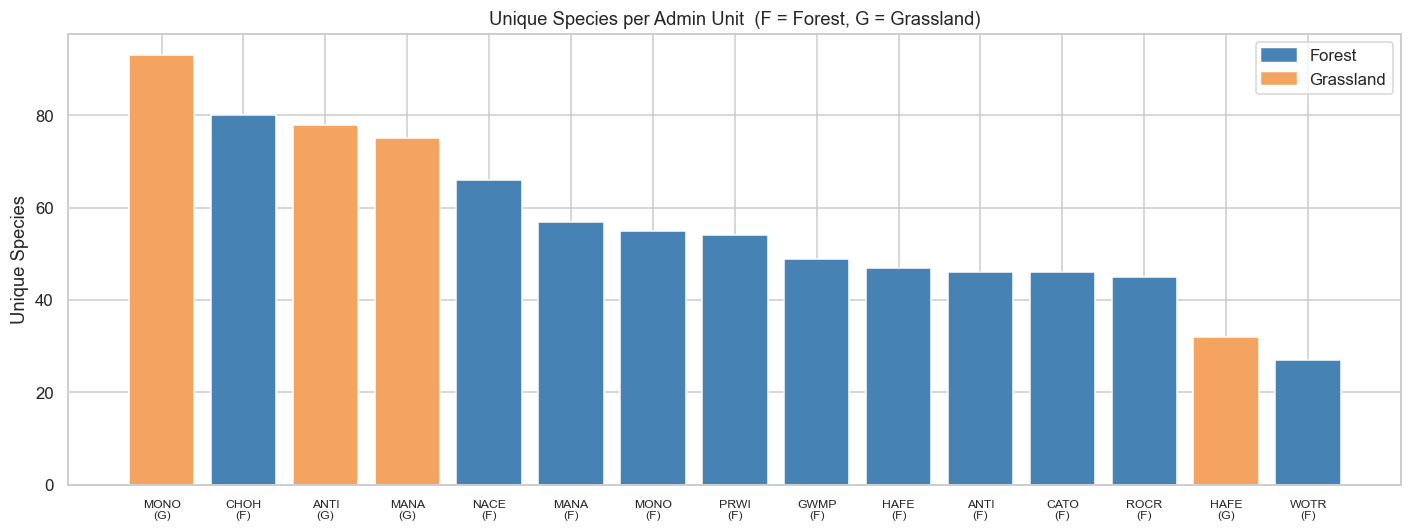 Unique Species per Admin Unit  (F = Forest, G = Grassland)
Forest
Grassland
Unique Species
80
60
40
20
0
MONO CHOH ANTI MANA NACE MANA MONO PRWI GWMP HAFE ANTI CATO ROCR HAFE WOTR
(G) (F) (G) (G) (F) (F) (F) (F) (F) (F) (F) (F) (F) (G) (F)